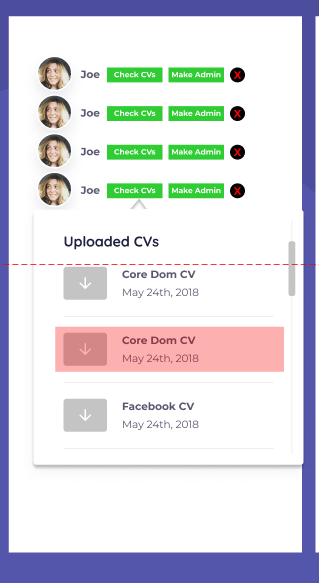 Joe Check CVs Make Admin X
Joe Check CVs Make Admin X
Joe Check CVs Make Admin X
Joe Check CVs Make Admin X
Uploaded CVs
Core Dom CV
May 24th, 2018
Core Dom CV
May 24th, 2018
Facebook CV
May 24th, 2018